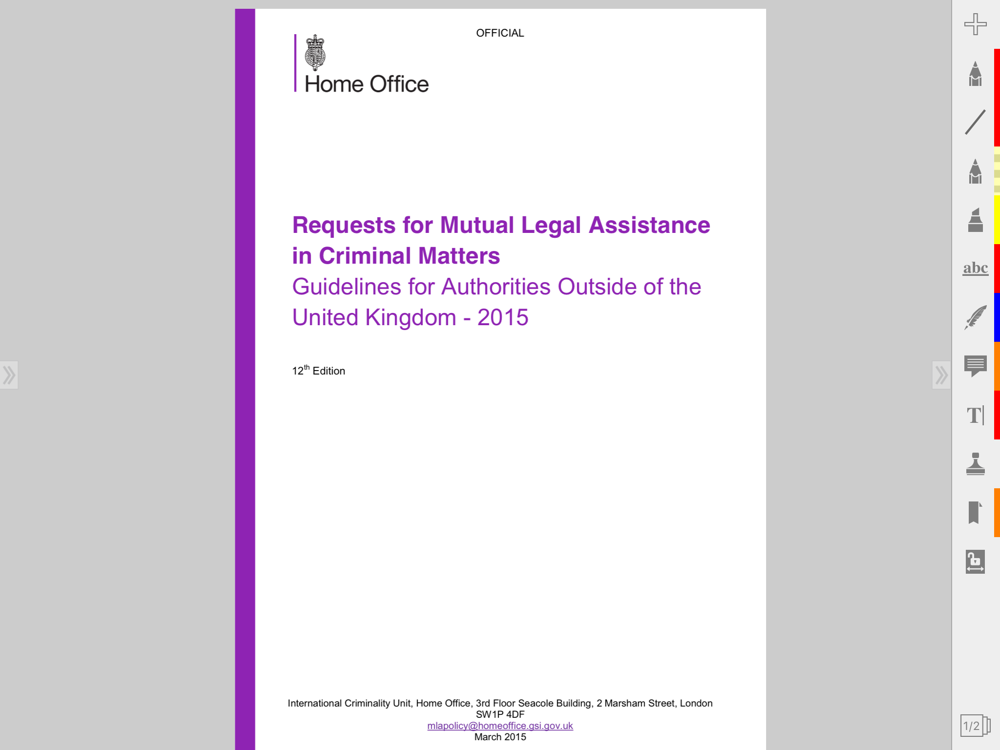 OFFICIAL
Home Office
Requests for Mutual Legal Assistance
in Criminal Matters
Guidelines for Authorities Outside of the
United Kingdom - 2015
12th Edition
International Criminality Unit, Home Office, 3rd Floor Seacole Building, 2 Marsham Street, London
SW1P 4DF
mlapolicy@homeoffice.gsi.gov.uk
March 2015
abc
T
1/2